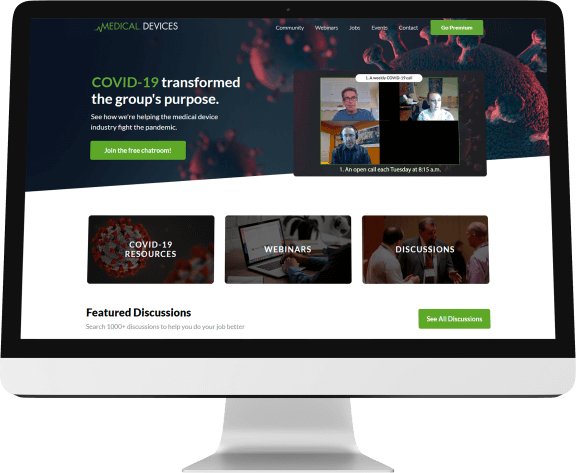 MEDICAL DEVICES
Community Webinars Jobs Events Contact Go Premium
COVID-19 transformed
the group's purpose.
See how we're helping the medical device
industry fight the pandemic.
Join the free chatroom!
1. A weekly COVID-19 call
1. An open call each Tuesday at 8:15 a.m.
COVID-19
RESOURCES
WEBINARS
DISCUSSIONS
Featured Discussions
Search 1000+ discussions to help you do your job better
See All Discussions